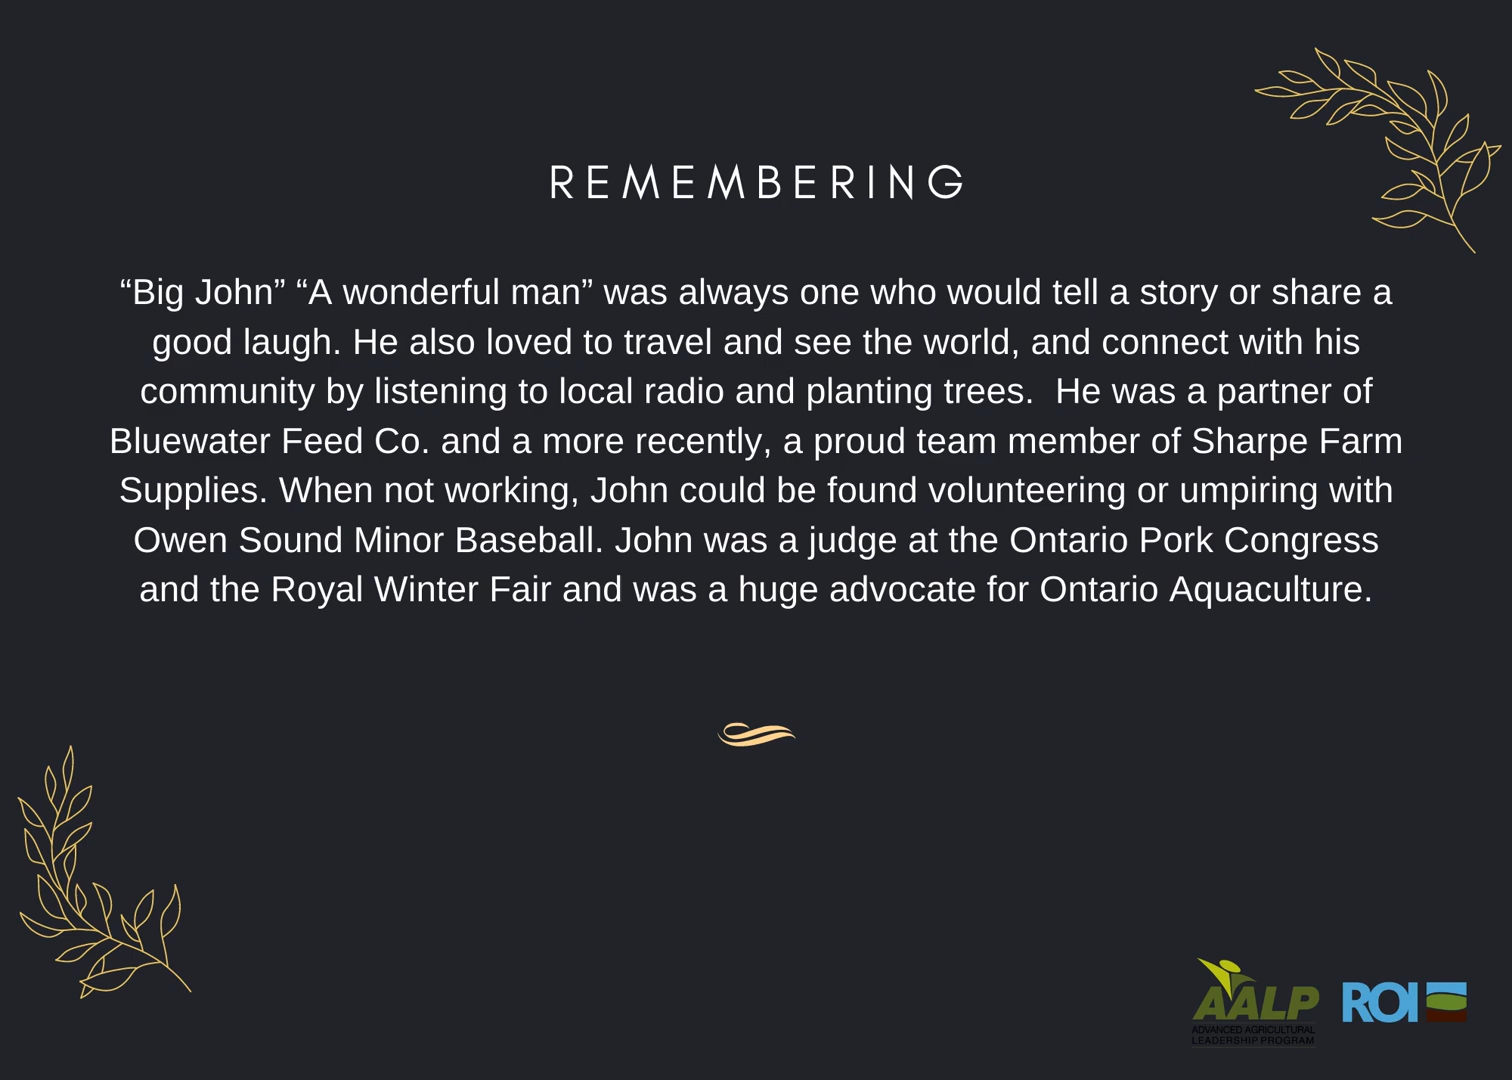 REMEMBERING
“Big John” “A wonderful man” was always one who would tell a story or share a
good laugh. He also loved to travel and see the world, and connect with his
community by listening to local radio and planting trees.  He was a partner of
Bluewater Feed Co. and a more recently, a proud team member of Sharpe Farm
Supplies. When not working, John could be found volunteering or umpiring with
Owen Sound Minor Baseball. John was a judge at the Ontario Pork Congress
and the Royal Winter Fair and was a huge advocate for Ontario Aquaculture.
AALP
ADVANCED AGRICULTURAL
LEADERSHIP PROGRAM
ROI